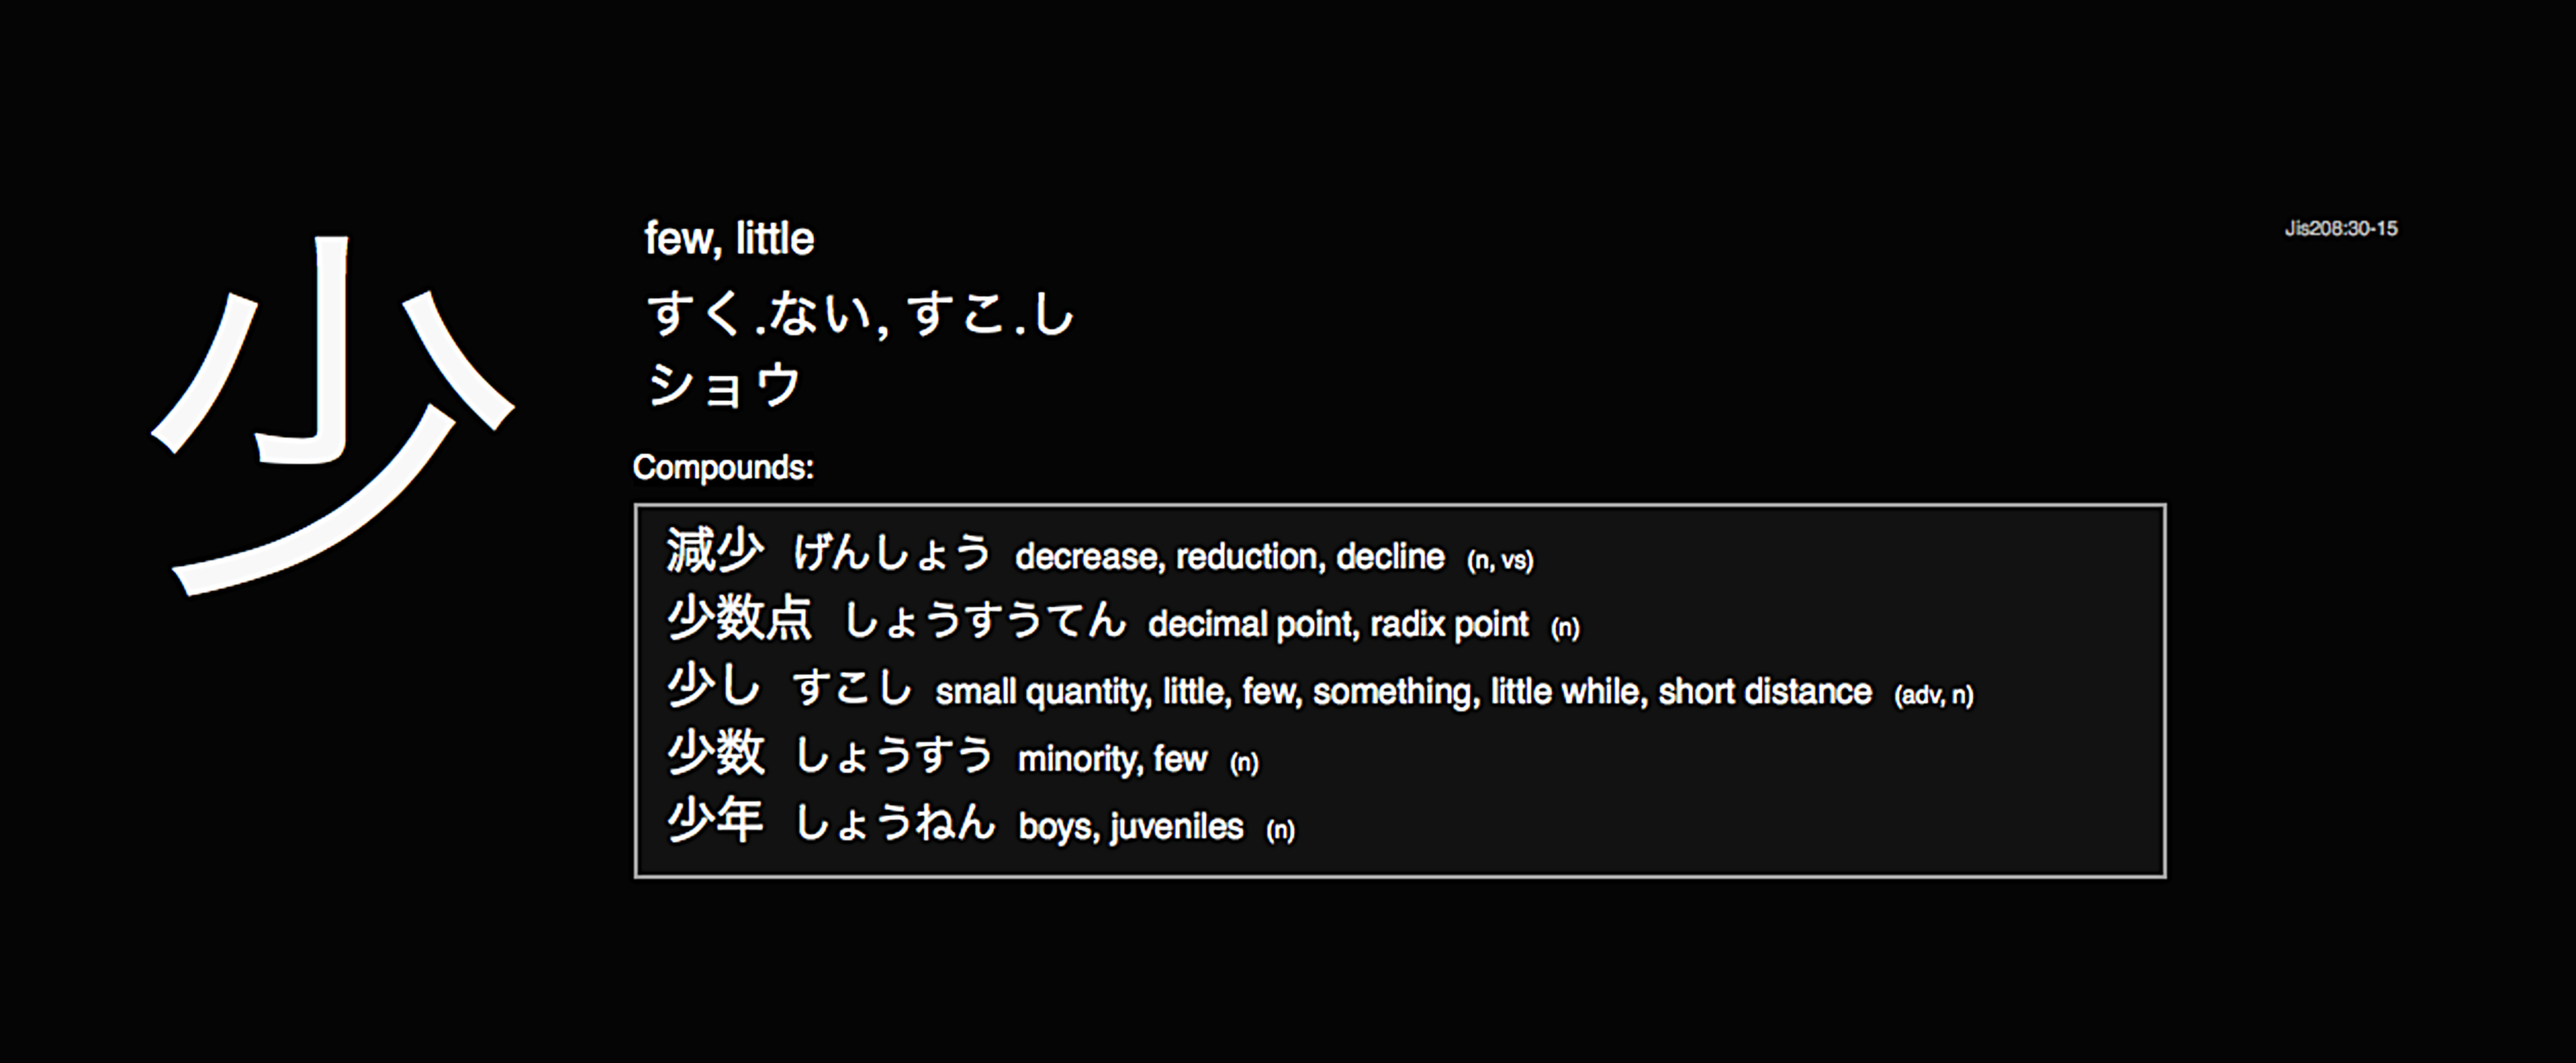 少
few, little
すく.ない, すこ.し
ショウ
Jis208:30-15
Compounds:
減少 げんしょう decrease, reduction, decline (n, vs)
少数点 しょうすうてん decimal point, radix point (n)
少し すこし small quantity, little, few, something, little while, short distance (adv, n)
少数 しょうすう minority, few (n)
少年 しょうねん boys, juveniles (n)